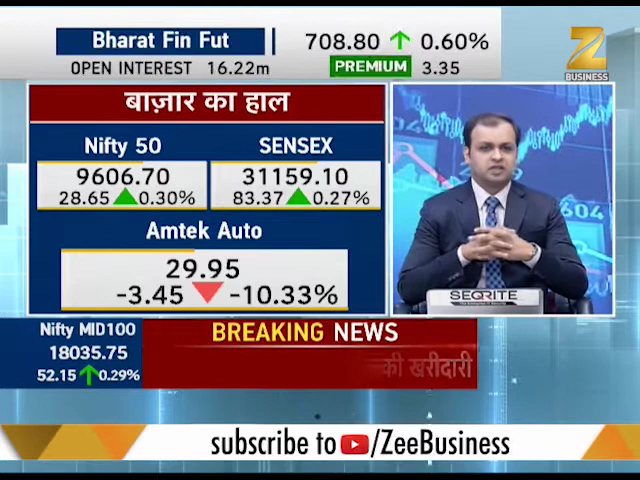 Bharat Fin Fut
708.80 0.60%
OPEN INTEREST 16.22m
PREMIUM 3.35
Z
BUSINESS
बाज़ार का हाल
Nifty 50
9606.70
28.65 0.30%
SENSEX
31159.10
83.37 0.27%
Amtek Auto
29.95
-3.45 -10.33%
604
SEQRITE
Nifty MID100
18035.75
52.15 0.29%
BREAKING NEWS
की खरीदारी
subscribe to /ZeeBusiness